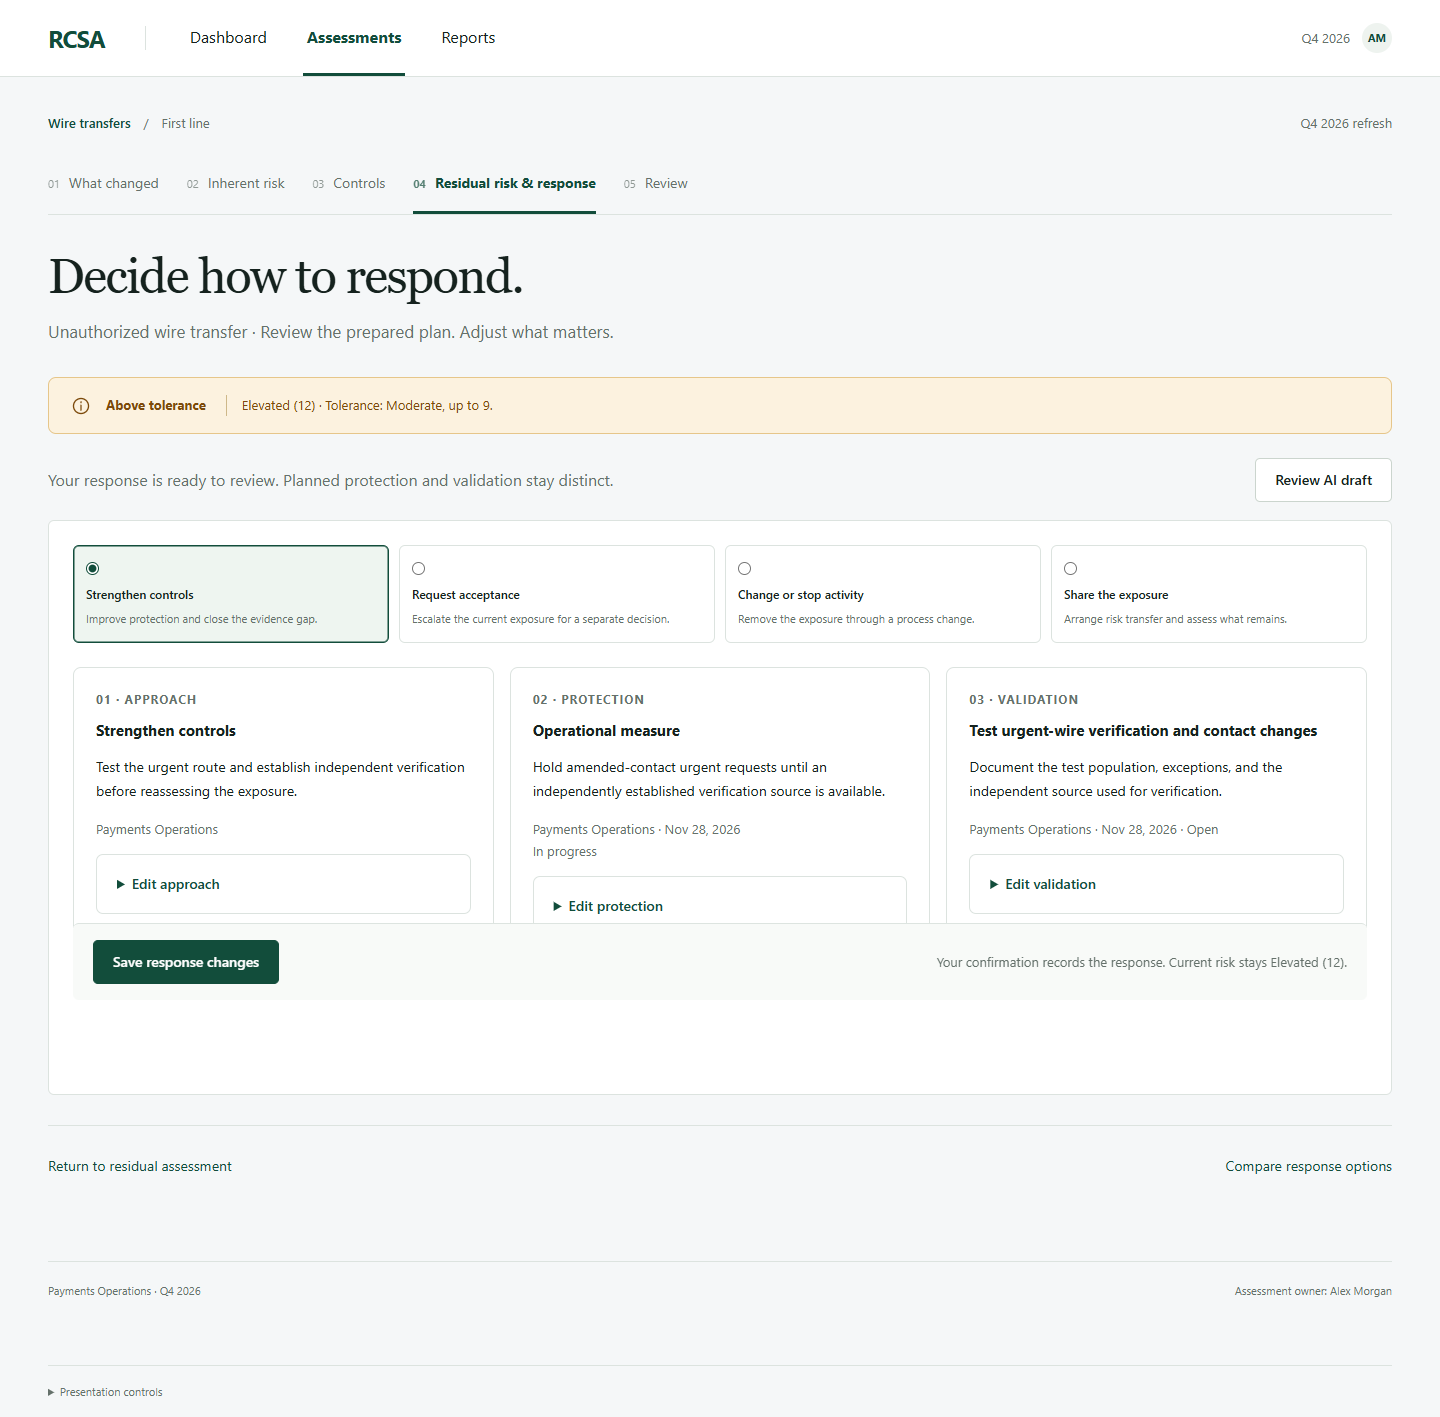 RCSA
Dashboard
Assessments
Reports
Q4 2026
AM
Wire transfers / First line
Q4 2026 refresh
01 What changed
02 Inherent risk
03 Controls
04 Residual risk & response
05 Review
Decide how to respond.
Unauthorized wire transfer · Review the prepared plan. Adjust what matters.
Above tolerance
Elevated (12) · Tolerance: Moderate, up to 9.
Your response is ready to review. Planned protection and validation stay distinct.
Review AI draft
Strengthen controls
Improve protection and close the evidence gap.
Request acceptance
Escalate the current exposure for a separate decision.
Change or stop activity
Remove the exposure through a process change.
Share the exposure
Arrange risk transfer and assess what remains.
01 · APPROACH
Strengthen controls
Test the urgent route and establish independent verification
before reassessing the exposure.
Payments Operations
Edit approach
02 · PROTECTION
Operational measure
Hold amended-contact urgent requests until an
independently established verification source is available.
Payments Operations · Nov 28, 2026
In progress
Edit protection
03 · VALIDATION
Test urgent-wire verification and contact changes
Document the test population, exceptions, and the
independent source used for verification.
Payments Operations · Nov 28, 2026 · Open
Edit validation
Save response changes
Your confirmation records the response. Current risk stays Elevated (12).
Return to residual assessment
Compare response options
Payments Operations · Q4 2026
Assessment owner: Alex Morgan
Presentation controls